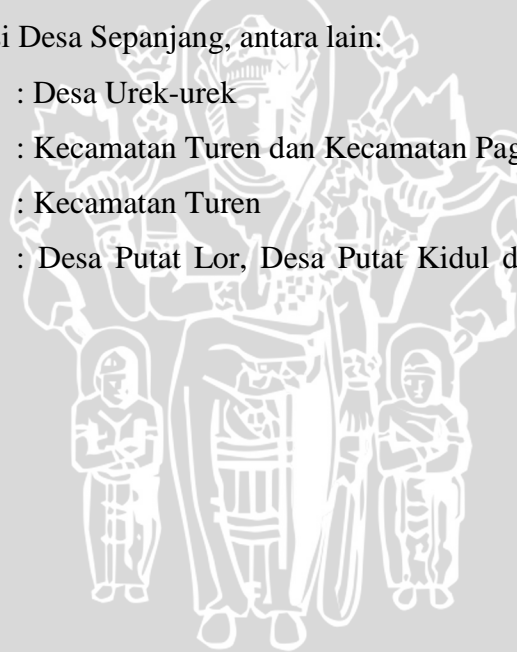 i Desa Sepanjang, antara lain:
: Desa Urek-urek
: Kecamatan Turen dan Kecamatan Pag
: Kecamatan Turen
: Desa Putat Lor, Desa Putat Kidul d